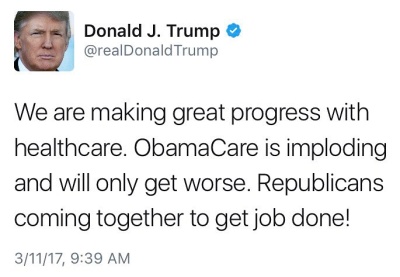 Donald J. Trump
@realDonaldTrump
We are making great progress with
healthcare. ObamaCare is imploding
and will only get worse. Republicans
coming together to get job done!
3/11/17, 9:39 AM